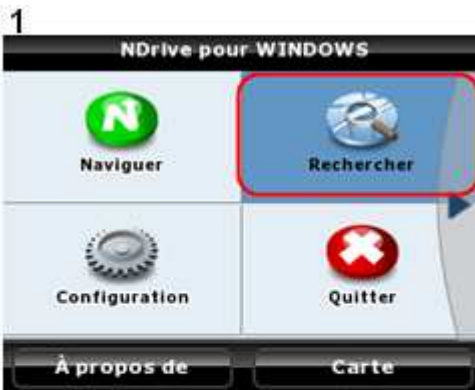 1
NDrive pour WINDOWS
N
Naviguer
Rechercher
Configuration
Quitter
À propos de
Carte